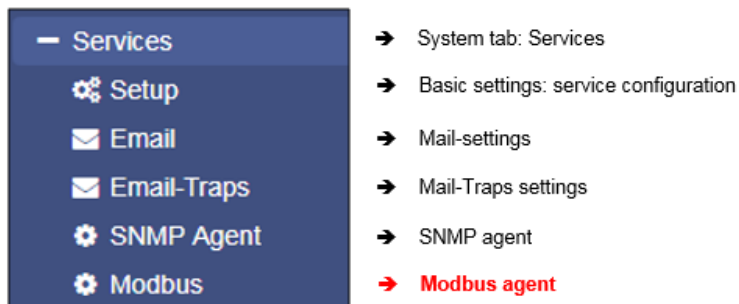 Services → System tab: Services
Setup → Basic settings: service configuration
Email → Mail-settings
Email-Traps → Mail-Traps settings
SNMP Agent → SNMP agent
Modbus → Modbus agent